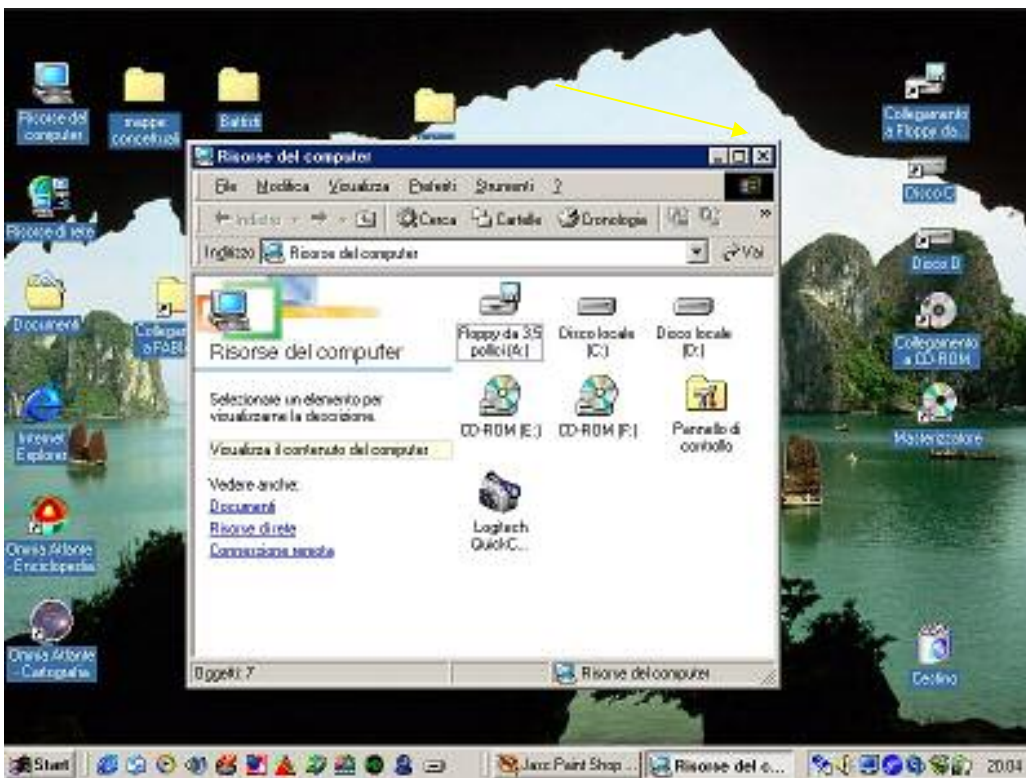 Risorse del
computer
mappe
concettuali
Battisti
Collegamento
a Floppy da...
Disco C
Risorse di rete
Disco D
Documenti
Collegamento
a CD-ROM
Internet
Explorer
Masterizzatore
Omnia Atlante
- Enciclopedia
Omnia Atlante
- Cartografia
Cestino
Risorse del computer
File Modifica Visualizza Preferiti Strumenti ?
Indietro Cerca Cartelle Cronologia »
Indirizzo Risorse del computer Vai
Risorse del computer
Selezionare un elemento per
visualizzarne la descrizione.
Visualizza il contenuto del computer
Vedere anche:
Documenti
Risorse di rete
Connessione remota
Floppy da 3,5
pollici (A:)
Disco locale
(C:)
Disco locale
(D:)
CD-ROM (E:)
CD-ROM (F:)
Pannello di
controllo
Logitech
QuickC...
Oggetti: 7 Risorse del computer
Start Jasc Paint Shop ... Risorse del c... 20.04